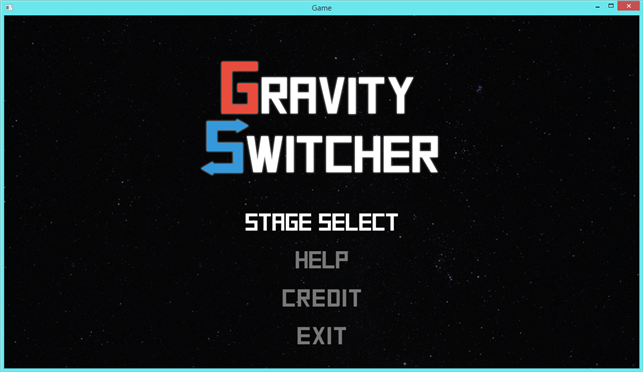 Game
GRAVITY
SWITCHER
STAGE SELECT
HELP
CREDIT
EXIT